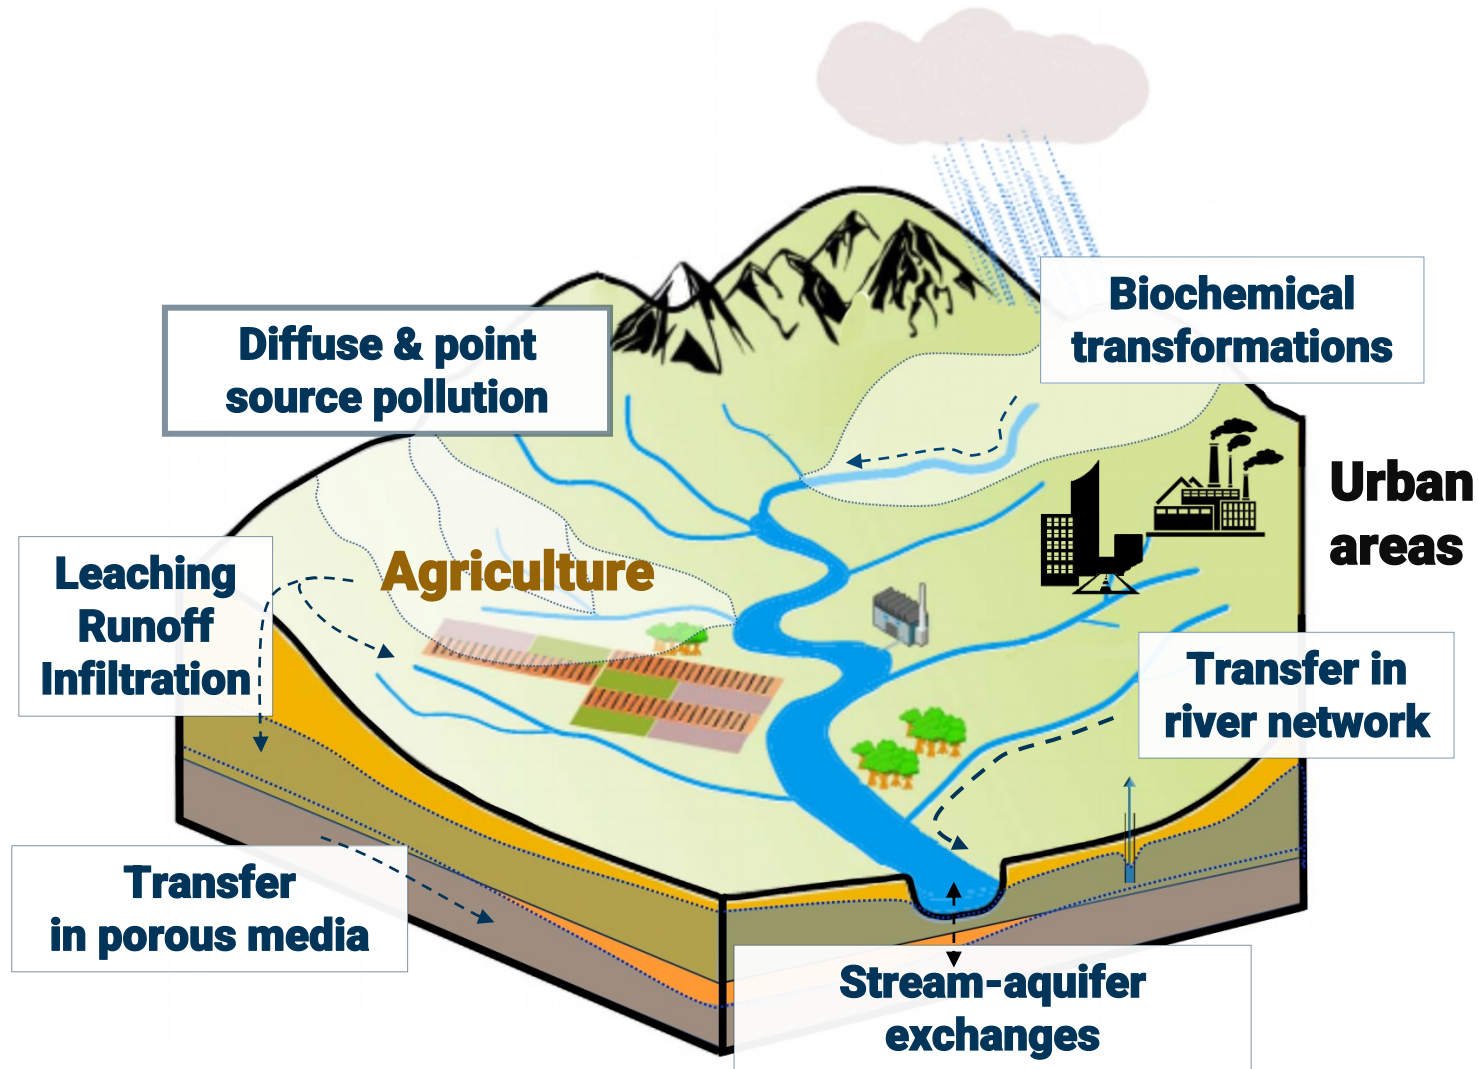 Biochemical
transformations
Diffuse & point
source pollution
Urban
areas
Agriculture
Leaching
Runoff
Infiltration
Transfer in
river network
Transfer
in porous media
Stream-aquifer
exchanges